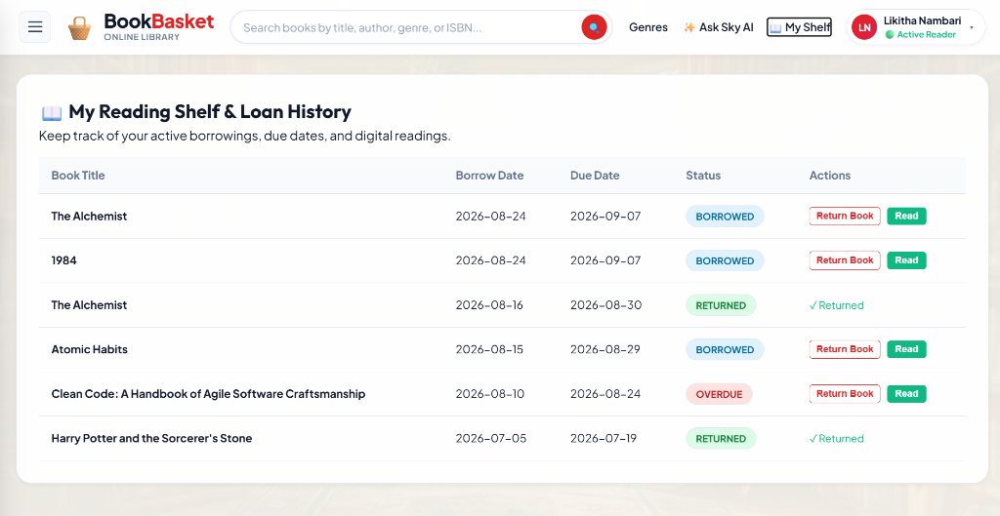 BookBasket
ONLINE LIBRARY
Search books by title, author, genre, or ISBN...
Genres
Ask Sky AI
My Shelf
LN
Likitha Nambari
Active Reader
My Reading Shelf & Loan History
Keep track of your active borrowings, due dates, and digital readings.
Book Title Borrow Date Due Date Status Actions
The Alchemist 2026-08-24 2026-09-07 BORROWED Return Book Read
1984 2026-08-24 2026-09-07 BORROWED Return Book Read
The Alchemist 2026-08-16 2026-08-30 RETURNED ✓ Returned
Atomic Habits 2026-08-15 2026-08-29 BORROWED Return Book Read
Clean Code: A Handbook of Agile Software Craftsmanship 2026-08-10 2026-08-24 OVERDUE Return Book Read
Harry Potter and the Sorcerer's Stone 2026-07-05 2026-07-19 RETURNED ✓ Returned